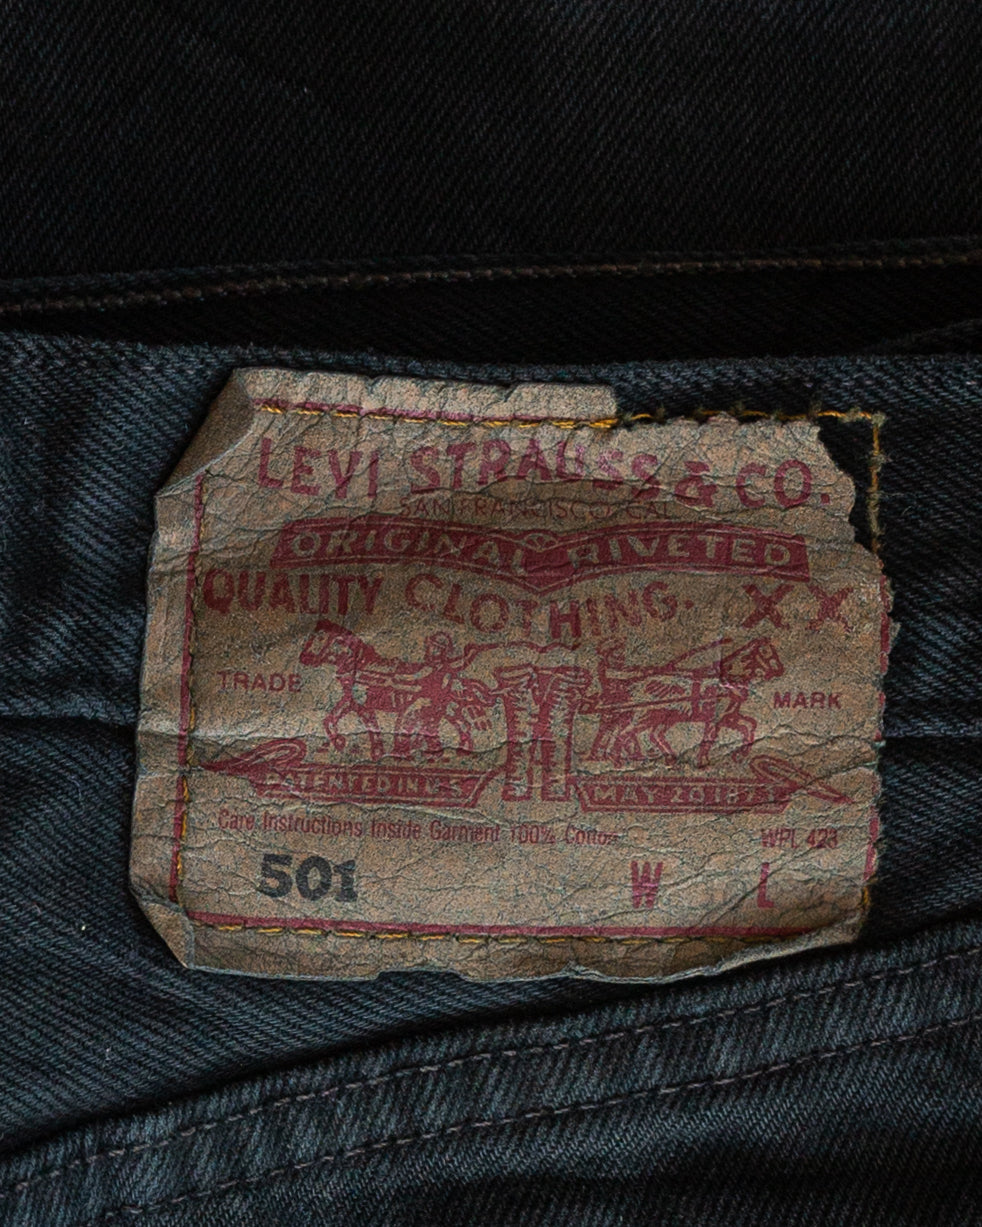 LEVI STRAUSS & CO.
SAN FRANCISCO, CAL.
ORIGINAL RIVETED
QUALITY CLOTHING. XX
TRADE MARK
PATENTED IN U.S. MAY 20 1873
Care Instructions Inside Garment 100% Cotton WPL 423
501 W L